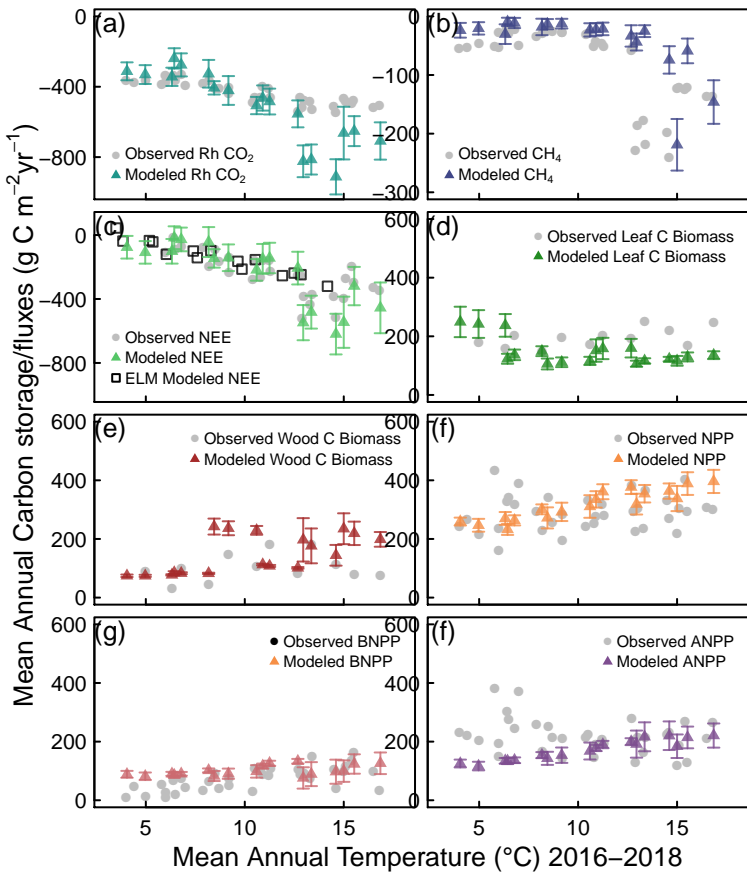 Mean Annual Carbon storage/fluxes (g C m−2yr−1)
(a)
0
−400
−800
Observed Rh CO2
Modeled Rh CO2
(b)
0
−100
−200
−300
Observed CH4
Modeled CH4
(c)
0
−400
−800
Observed NEE
Modeled NEE
ELM Modeled NEE
(d)
600
400
200
0
Observed Leaf C Biomass
Modeled Leaf C Biomass
(e)
600
400
200
0
Observed Wood C Biomass
Modeled Wood C Biomass
(f)
600
400
200
0
Observed NPP
Modeled NPP
(g)
600
400
200
0
Observed BNPP
Modeled BNPP
5
10
15
(f)
600
400
200
0
Observed ANPP
Modeled ANPP
5
10
15
Mean Annual Temperature (°C) 2016−2018